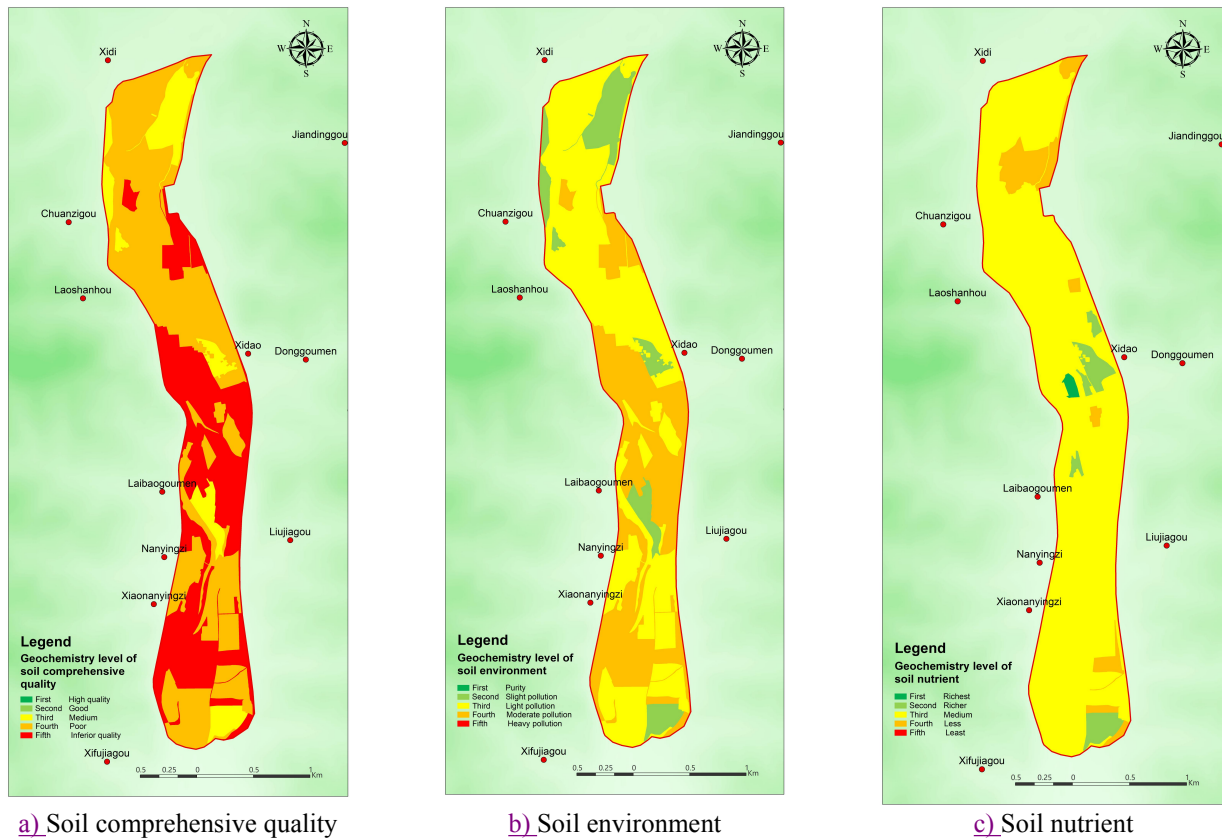 N
W E
S
Xidi
Jiandinggou
Chuanzigou
Laoshanhou
Xidao
Donggoumen
Laibaogoumen
Liujiagou
Nanyingzi
Xiaonanyingzi
Legend
Geochemistry level of
soil comprehensive
quality
First High quality
Second Good
Third Medium
Fourth Poor
Fifth Inferior quality
Xifujiagou
0.5 0.25 0 0.5 1
Km
a) Soil comprehensive quality
N
W E
S
Xidi
Jiandinggou
Chuanzigou
Laoshanhou
Xidao
Donggoumen
Laibaogoumen
Liujiagou
Nanyingzi
Xiaonanyingzi
Legend
Geochemistry level of
soil environment
First Purity
Second Slight pollution
Third Light pollution
Fourth Moderate pollution
Fifth Heavy pollution
Xifujiagou
0.5 0.25 0 0.5 1
Km
b) Soil environment
N
W E
S
Xidi
Jiandinggou
Chuanzigou
Laoshanhou
Xidao
Donggoumen
Laibaogoumen
Liujiagou
Nanyingzi
Xiaonanyingzi
Legend
Geochemistry level of
soil nutrient
First Richest
Second Richer
Third Medium
Fourth Less
Fifth Least
Xifujiagou
0.5 0.25 0 0.5 1
Km
c) Soil nutrient